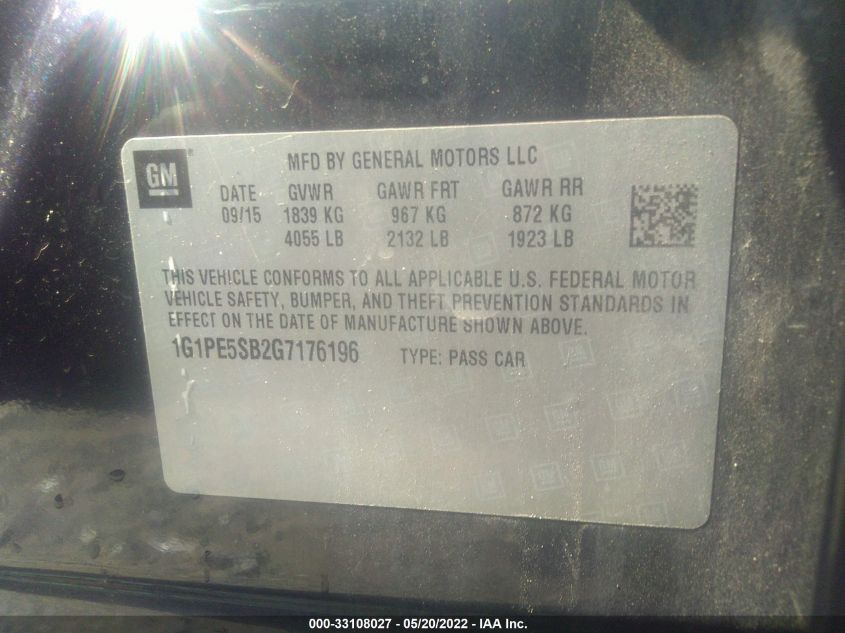 GM
MFD BY GENERAL MOTORS LLC
DATE GVWR GAWR FRT GAWR RR
09/15 1839 KG 967 KG 872 KG
4055 LB 2132 LB 1923 LB
THIS VEHICLE CONFORMS TO ALL APPLICABLE U.S. FEDERAL MOTOR
VEHICLE SAFETY, BUMPER, AND THEFT PREVENTION STANDARDS IN
EFFECT ON THE DATE OF MANUFACTURE SHOWN ABOVE.
1G1PE5SB2G7176196 TYPE: PASS CAR
000-33108027 - 05/20/2022 - IAA Inc.